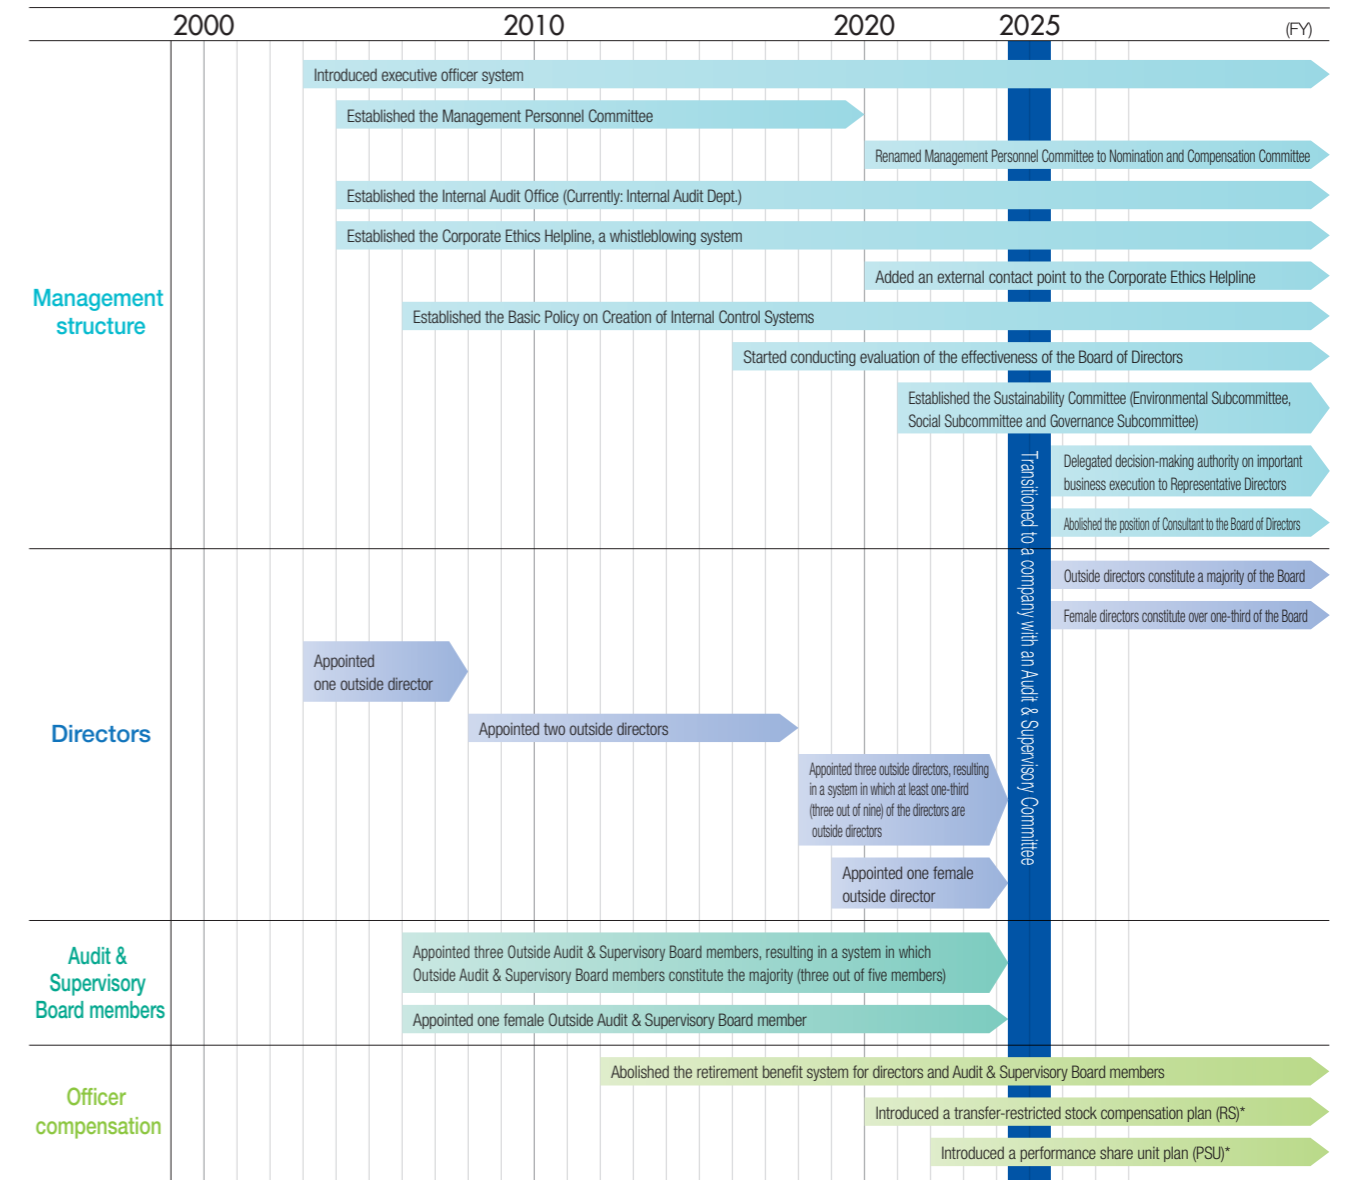 2000
2010
2020
2025
(FY)
Management
structure
Introduced executive officer system
Established the Management Personnel Committee
Renamed Management Personnel Committee to Nomination and Compensation Committee
Established the Internal Audit Office (Currently: Internal Audit Dept.)
Established the Corporate Ethics Helpline, a whistleblowing system
Added an external contact point to the Corporate Ethics Helpline
Established the Basic Policy on Creation of Internal Control Systems
Started conducting evaluation of the effectiveness of the Board of Directors
Established the Sustainability Committee (Environmental Subcommittee,
Social Subcommittee and Governance Subcommittee)
Delegated decision-making authority on important
business execution to Representative Directors
Abolished the position of Consultant to the Board of Directors
Transitioned to a company with an Audit & Supervisory Committee
Directors
Outside directors constitute a majority of the Board
Female directors constitute over one-third of the Board
Appointed
one outside director
Appointed two outside directors
Appointed three outside directors, resulting
in a system in which at least one-third
(three out of nine) of the directors are
outside directors
Appointed one female
outside director
Audit &
Supervisory
Board members
Appointed three Outside Audit & Supervisory Board members, resulting in a system in which
Outside Audit & Supervisory Board members constitute the majority (three out of five members)
Appointed one female Outside Audit & Supervisory Board member
Officer
compensation
Abolished the retirement benefit system for directors and Audit & Supervisory Board members
Introduced a transfer-restricted stock compensation plan (RS)*
Introduced a performance share unit plan (PSU)*